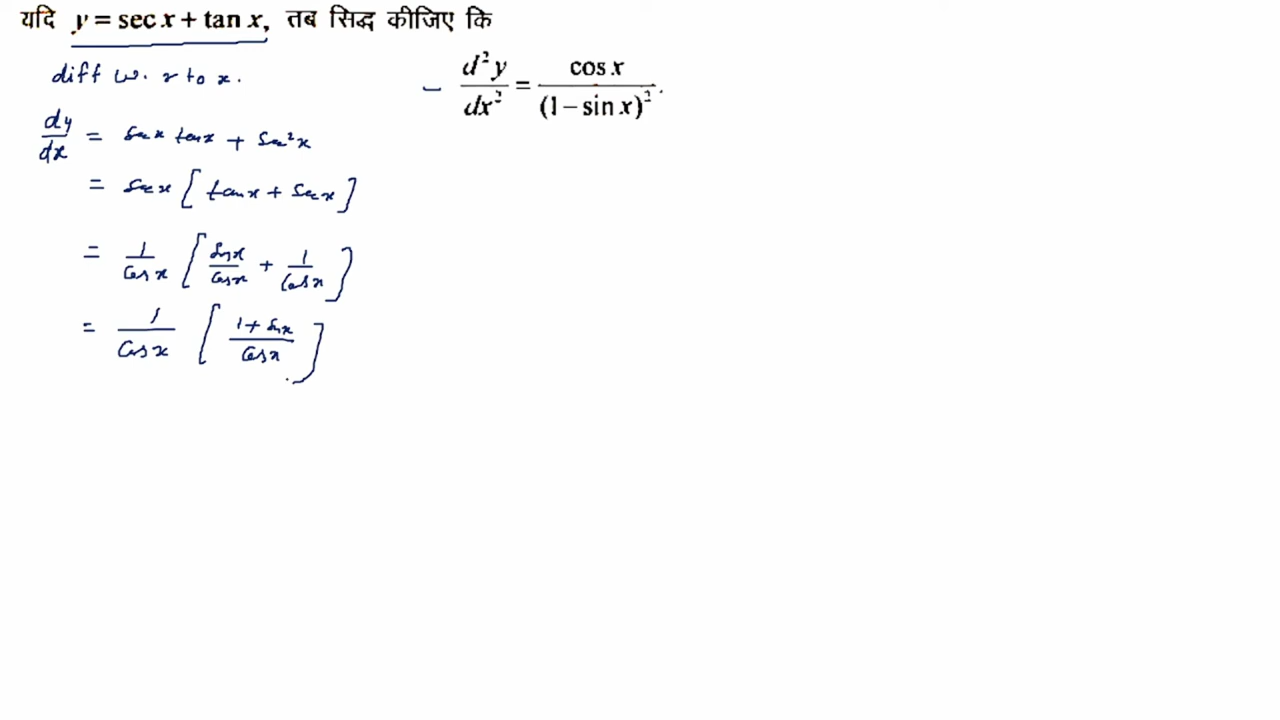 यदि y = sec x + tan x, तब सिद्ध कीजिए कि
d²y/dx² = cos x/(1 − sin x)².
diff w. r to x.
dy/dx = sec x tan x + sec²x
= sec x [tan x + sec x]
= 1/cos x [sin x/cos x + 1/cos x]
= 1/cos x [1 + sin x/cos x]